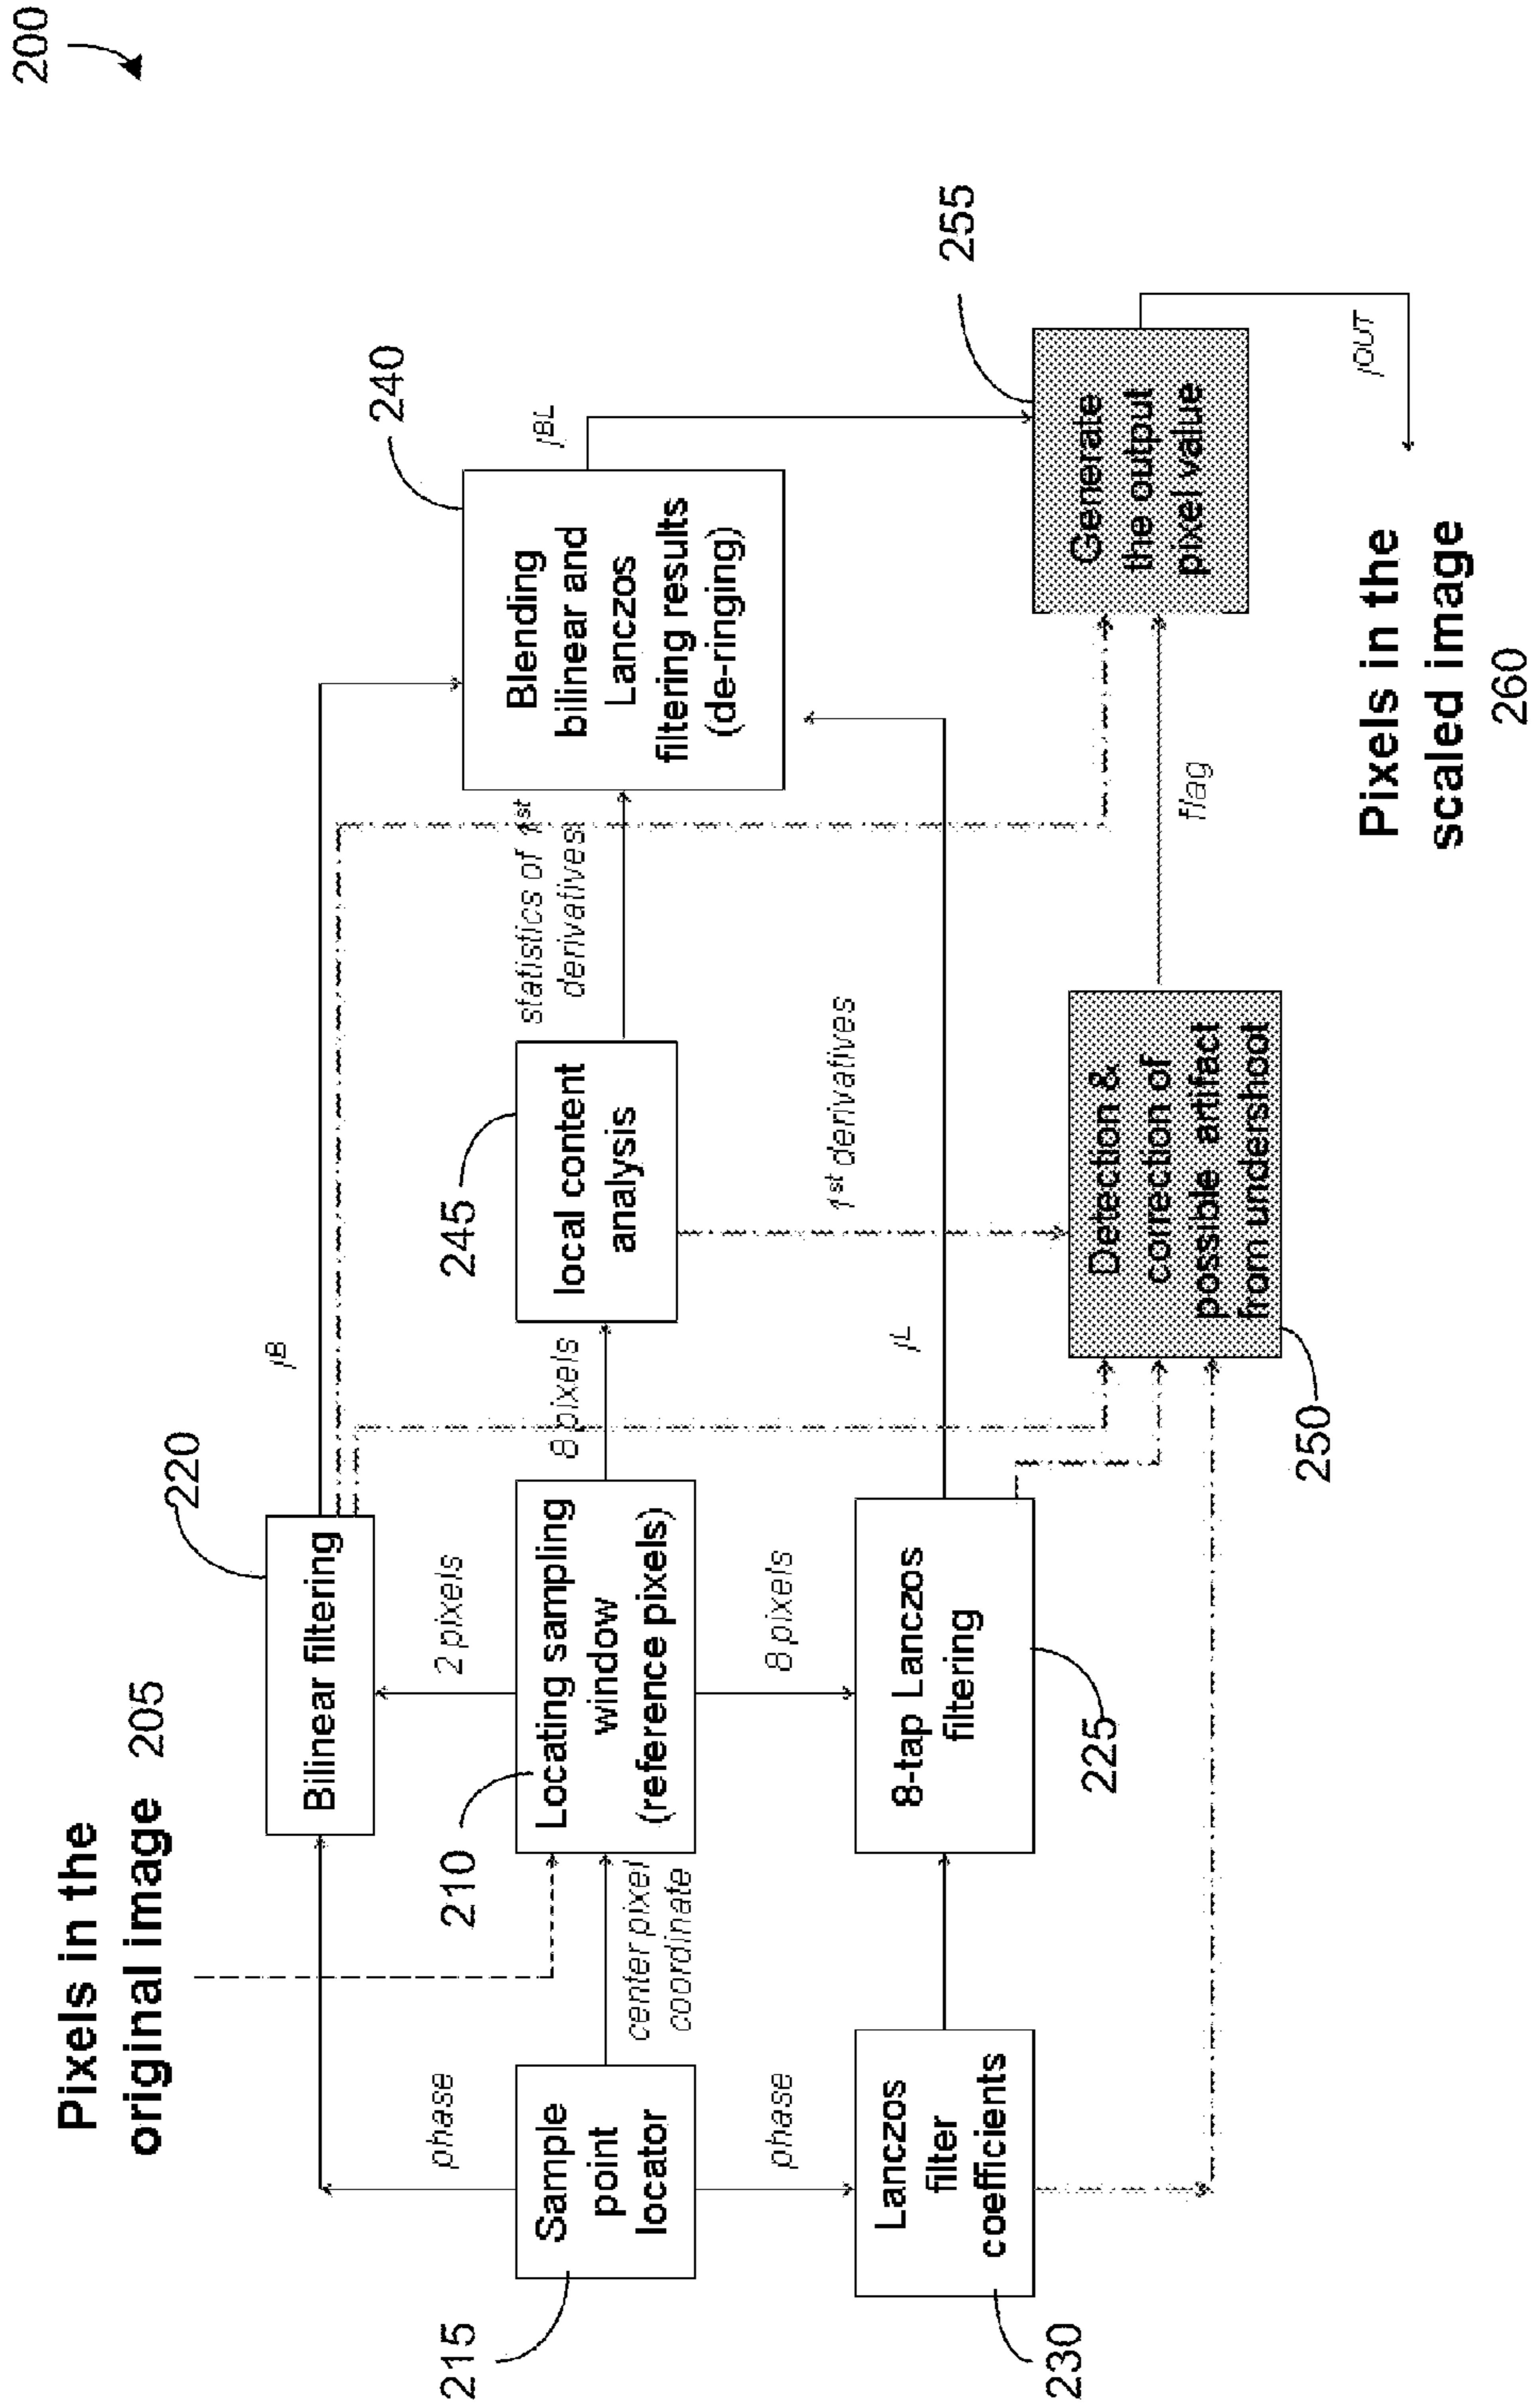 200
Pixels in the
original image 205
220
Bilinear filtering
jB
phase
2 pixels
215
Sample
point
locator
center pixel
coordinate
210
Locating sampling
window
(reference pixels)
8 pixels
245
local content
analysis
statistics of 1st
derivatives
240
Blending
bilinear and
Lanczos
filtering results
(de-ringing)
jBL
phase
8 pixels
1st derivatives
230
Lanczos
filter
coefficients
8-tap Lanczos
filtering
225
jL
250
Detection &
correction of
possible artifact
from undershoot
flag
255
Generate
the output
pixel value
jOUT
Pixels in the
scaled image
260